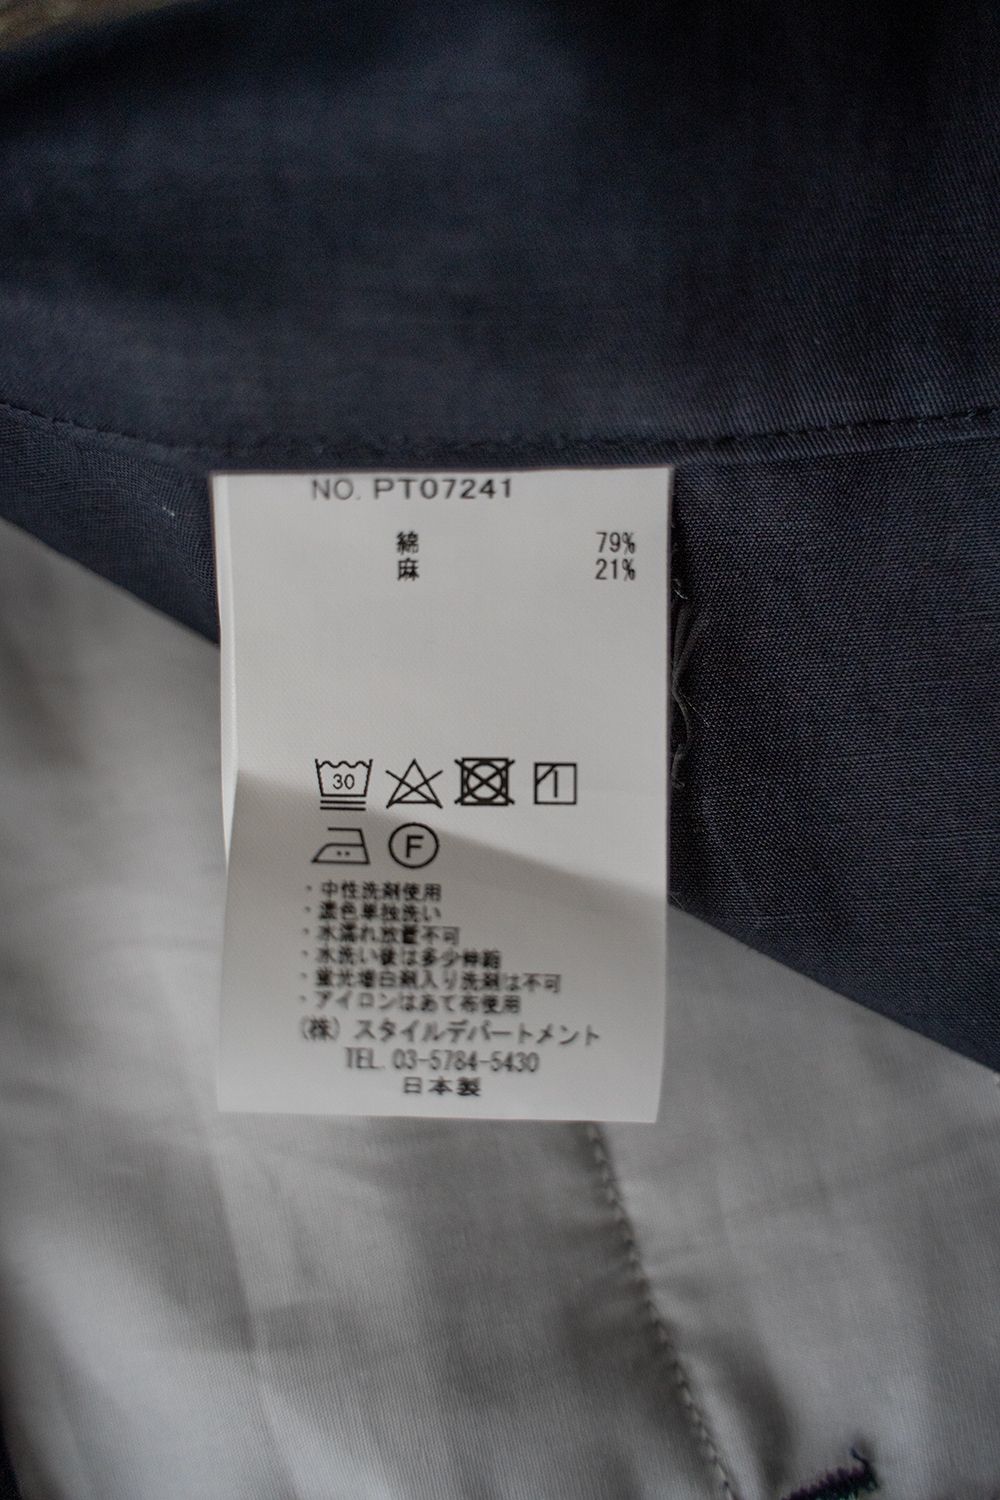 NO. PT07241
綿 79%
麻 21%
30
F
・中性洗剤使用
・濃色単独洗い
・水濡れ放置不可
・水洗い後は多少伸縮
・蛍光増白剤入り洗剤は不可
・アイロンはあて布使用
(株) スタイルデパートメント
TEL. 03-5784-5430
日本製